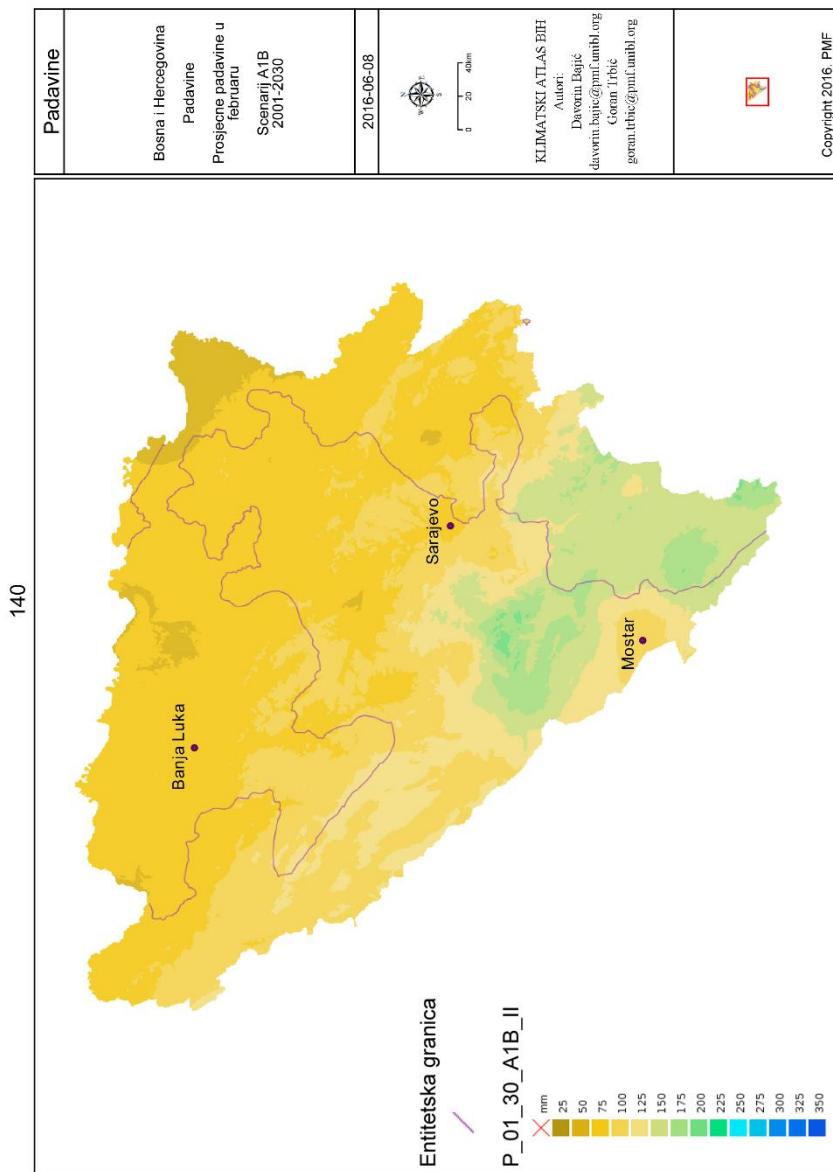 140
Banja Luka
Sarajevo
Mostar
Entitetska granica
P_01_30_A1B_II
mm
25
50
75
100
125
150
175
200
225
250
275
300
325
350
Padavine
Bosna i Hercegovina
Padavine
Prosjecne padavine u
februaru
Scenarij A1B
2001-2030
2016-06-08
N
W
E
S
0 20 40km
KLIMATSKI ATLAS BIH
Autori:
Davorin Bajić
davorin.bajic@pmf.unibl.org
Goran Trbić
goran.trbic@pmf.unibl.org
Copyright 2016. PMF